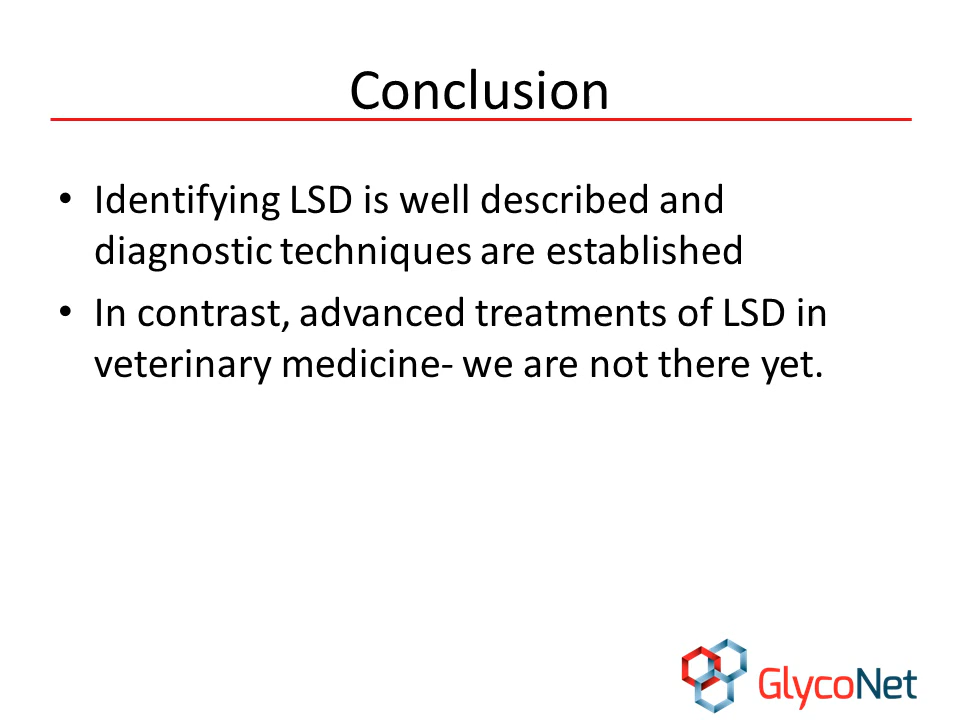 Conclusion
• Identifying LSD is well described and
diagnostic techniques are established
• In contrast, advanced treatments of LSD in
veterinary medicine- we are not there yet.
GlycoNet